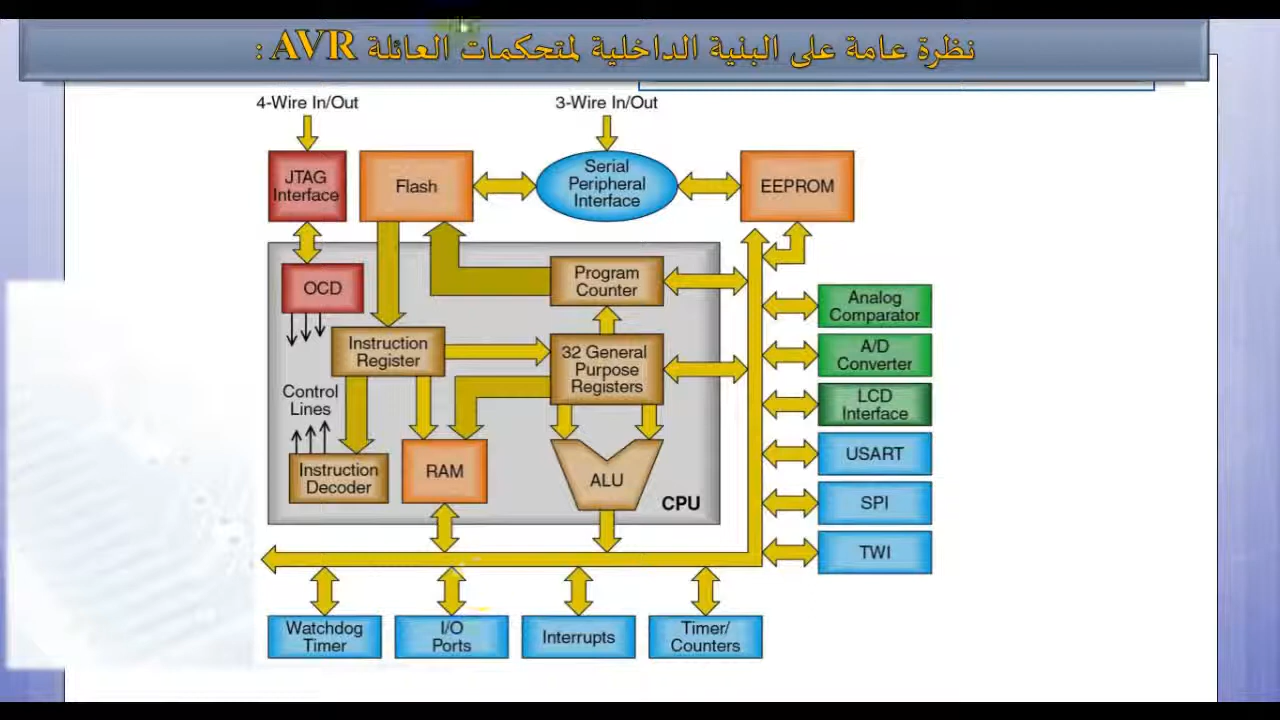 نظرة عامة على البنية الداخلية لمتحكمات العائلة AVR :
4-Wire In/Out
3-Wire In/Out
JTAG
Interface
Flash
Serial
Peripheral
Interface
EEPROM
OCD
Program
Counter
Analog
Comparator
Instruction
Register
32 General
Purpose
Registers
A/D
Converter
Control
Lines
LCD
Interface
USART
Instruction
Decoder
RAM
ALU
CPU
SPI
TWI
Watchdog
Timer
I/O
Ports
Interrupts
Timer/
Counters